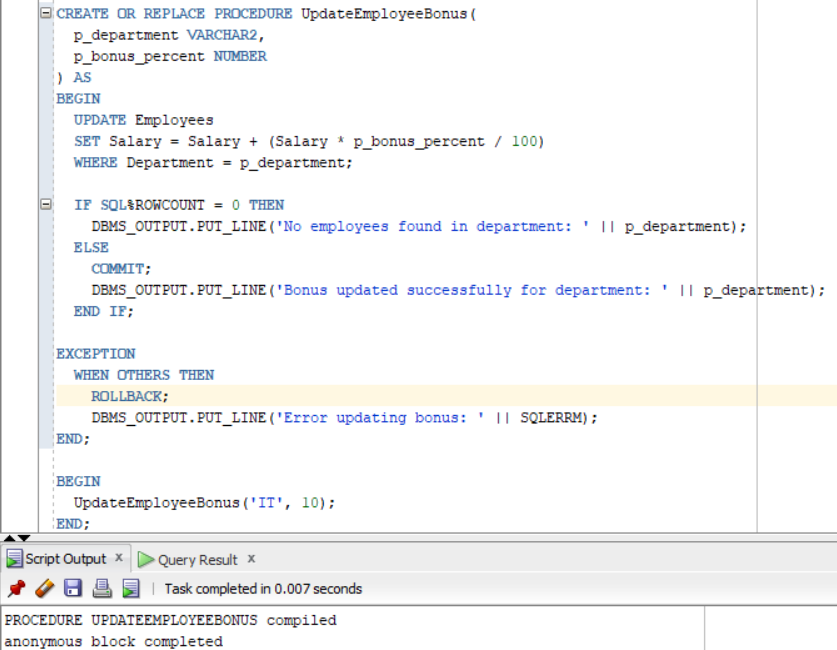 CREATE OR REPLACE PROCEDURE UpdateEmployeeBonus(
  p_department VARCHAR2,
  p_bonus_percent NUMBER
) AS
BEGIN
  UPDATE Employees
  SET Salary = Salary + (Salary * p_bonus_percent / 100)
  WHERE Department = p_department;

  IF SQL%ROWCOUNT = 0 THEN
    DBMS_OUTPUT.PUT_LINE('No employees found in department: ' || p_department);
  ELSE
    COMMIT;
    DBMS_OUTPUT.PUT_LINE('Bonus updated successfully for department: ' || p_department);
  END IF;

EXCEPTION
  WHEN OTHERS THEN
    ROLLBACK;
    DBMS_OUTPUT.PUT_LINE('Error updating bonus: ' || SQLERRM);
END;

BEGIN
  UpdateEmployeeBonus('IT', 10);
END;
Script Output x Query Result x
Task completed in 0.007 seconds
PROCEDURE UPDATEEMPLOYEEBONUS compiled
anonymous block completed